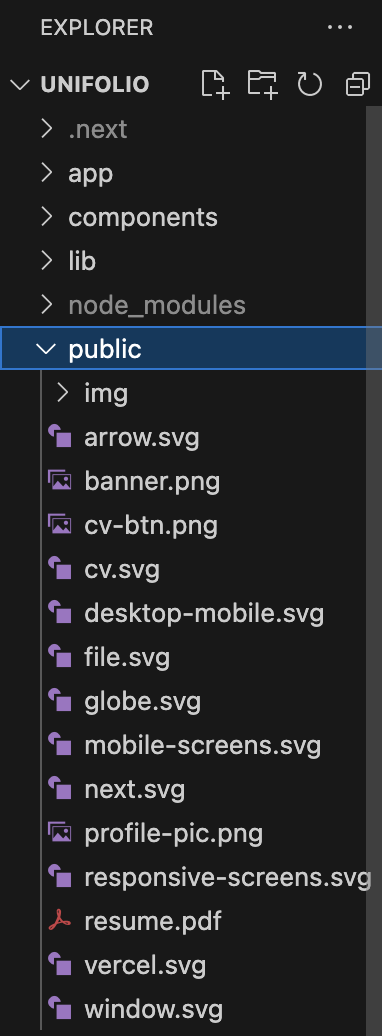 EXPLORER
UNIFOLIO
.next
app
components
lib
node_modules
public
img
arrow.svg
banner.png
cv-btn.png
cv.svg
desktop-mobile.svg
file.svg
globe.svg
mobile-screens.svg
next.svg
profile-pic.png
responsive-screens.svg
resume.pdf
vercel.svg
window.svg